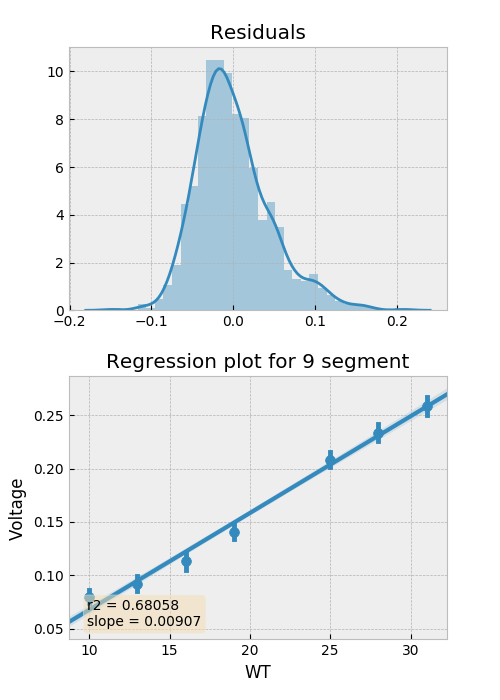 Residuals
10
8
6
4
2
0
−0.2 −0.1 0.0 0.1 0.2
Regression plot for 9 segment
0.25
0.20
0.15
0.10
0.05
Voltage
r2 = 0.68058
slope = 0.00907
10 15 20 25 30
WT